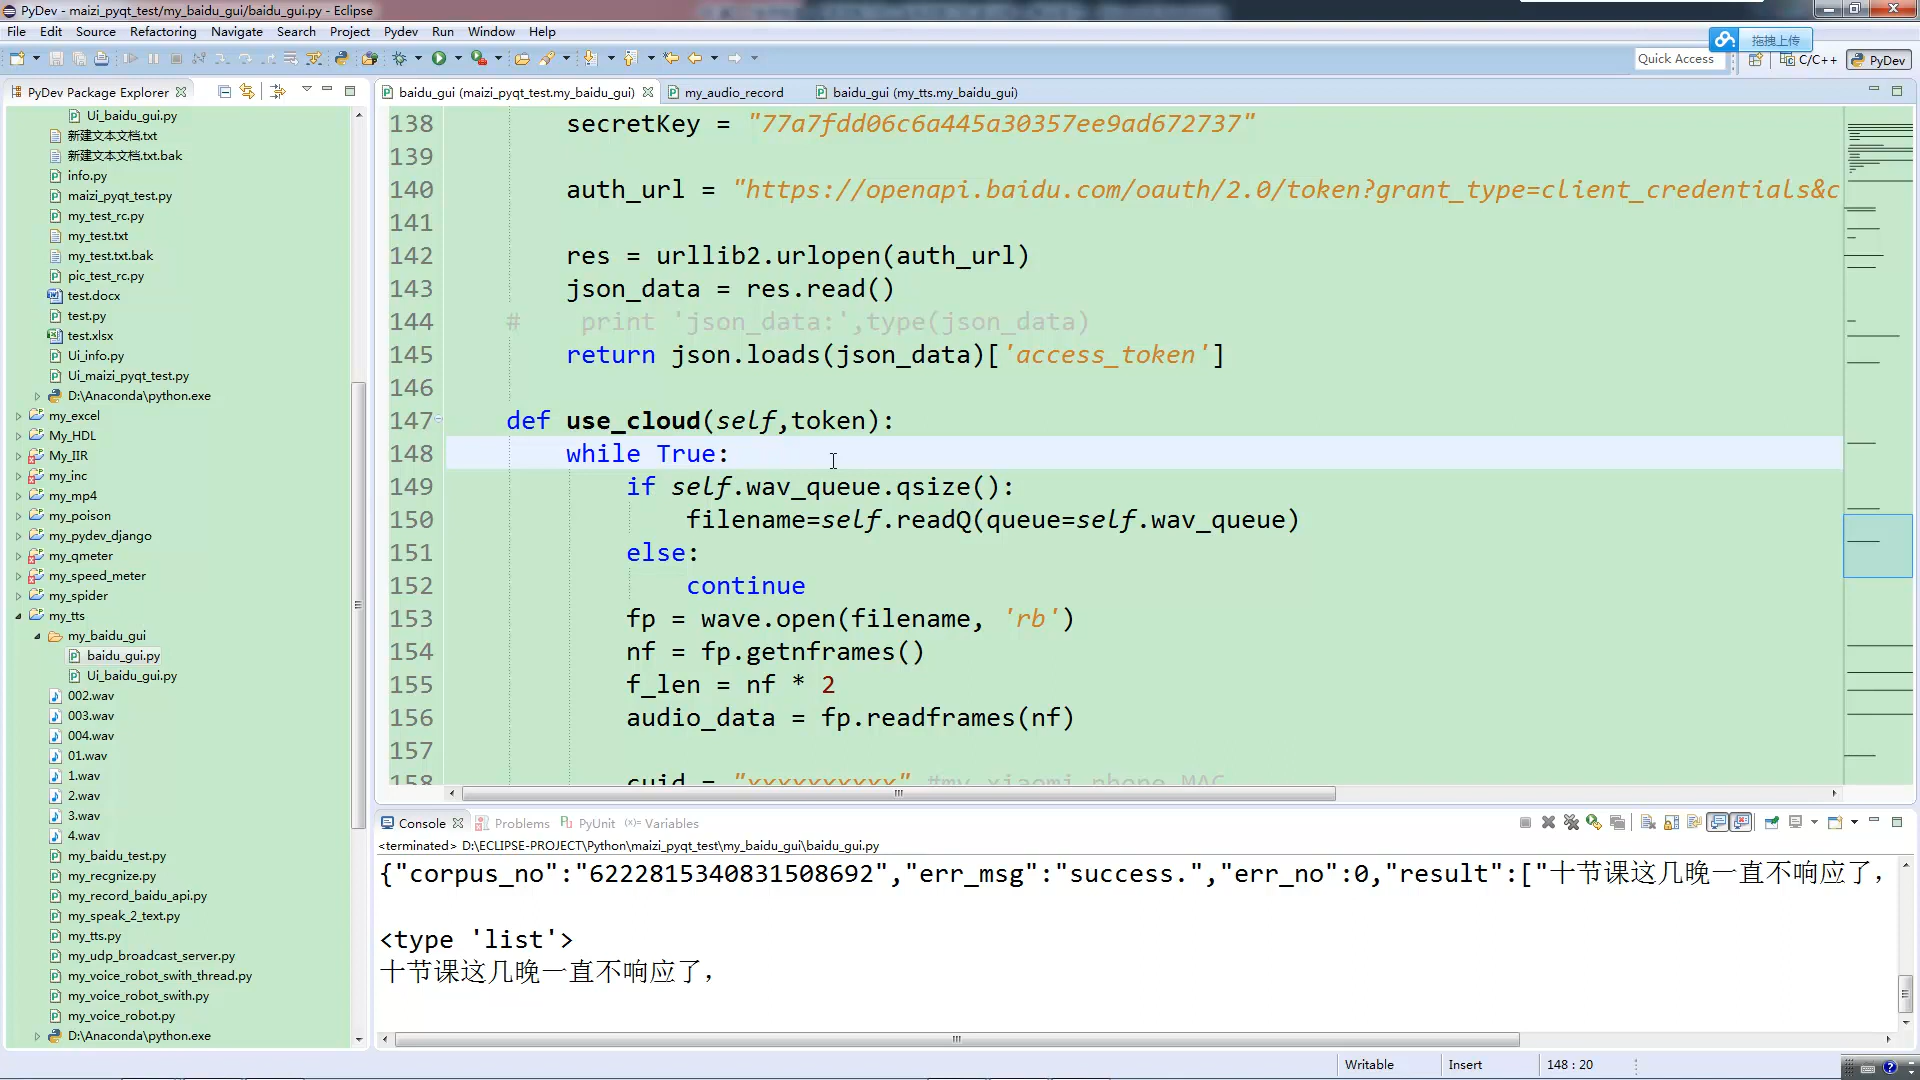 PyDev - maizi_pyqt_test/my_baidu_gui/baidu_gui.py - Eclipse
File Edit Source Refactoring Navigate Search Project Pydev Run Window Help
拖拽上传
Quick Access
C/C++
PyDev
PyDev Package Explorer
Ui_baidu_gui.py
新建文本文档.txt
新建文本文档.txt.bak
info.py
maizi_pyqt_test.py
my_test_rc.py
my_test.txt
my_test.txt.bak
pic_test_rc.py
test.docx
test.py
test.xlsx
Ui_info.py
Ui_maizi_pyqt_test.py
D:\Anaconda\python.exe
my_excel
My_HDL
My_IIR
my_inc
my_mp4
my_poison
my_pydev_django
my_qmeter
my_speed_meter
my_spider
my_tts
my_baidu_gui
baidu_gui.py
Ui_baidu_gui.py
002.wav
003.wav
004.wav
01.wav
1.wav
2.wav
3.wav
4.wav
my_baidu_test.py
my_recgnize.py
my_record_baidu_api.py
my_speak_2_text.py
my_tts.py
my_udp_broadcast_server.py
my_voice_robot_swith_thread.py
my_voice_robot_swith.py
my_voice_robot.py
D:\Anaconda\python.exe
baidu_gui (maizi_pyqt_test.my_baidu_gui) my_audio_record baidu_gui (my_tts.my_baidu_gui)
138 secretKey = "77a7fdd06c6a445a30357ee9ad672737"
139
140 auth_url = "https://openapi.baidu.com/oauth/2.0/token?grant_type=client_credentials&c
141
142 res = urllib2.urlopen(auth_url)
143 json_data = res.read()
144 # print 'json_data:',type(json_data)
145 return json.loads(json_data)['access_token']
146
147 def use_cloud(self,token):
148 while True:
149 if self.wav_queue.qsize():
150 filename=self.readQ(queue=self.wav_queue)
151 else:
152 continue
153 fp = wave.open(filename, 'rb')
154 nf = fp.getnframes()
155 f_len = nf * 2
156 audio_data = fp.readframes(nf)
157
158 cuid = "xxxxxxxxxx" #my xiaomi phone MAC
Console Problems PyUnit Variables
<terminated> D:\ECLIPSE-PROJECT\Python\maizi_pyqt_test\my_baidu_gui\baidu_gui.py
{"corpus_no":"6222815340831508692","err_msg":"success.","err_no":0,"result":["十节课这几晚一直不响应了,
<type 'list'>
十节课这几晚一直不响应了,
Writable Insert 148 : 20